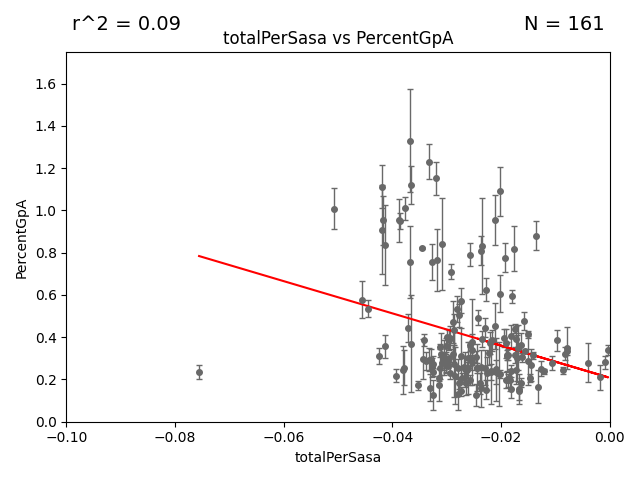 r^2 = 0.09
N = 161
totalPerSasa vs PercentGpA
PercentGpA
1.6
1.4
1.2
1.0
0.8
0.6
0.4
0.2
0.0
−0.10 −0.08 −0.06 −0.04 −0.02 0.00
totalPerSasa